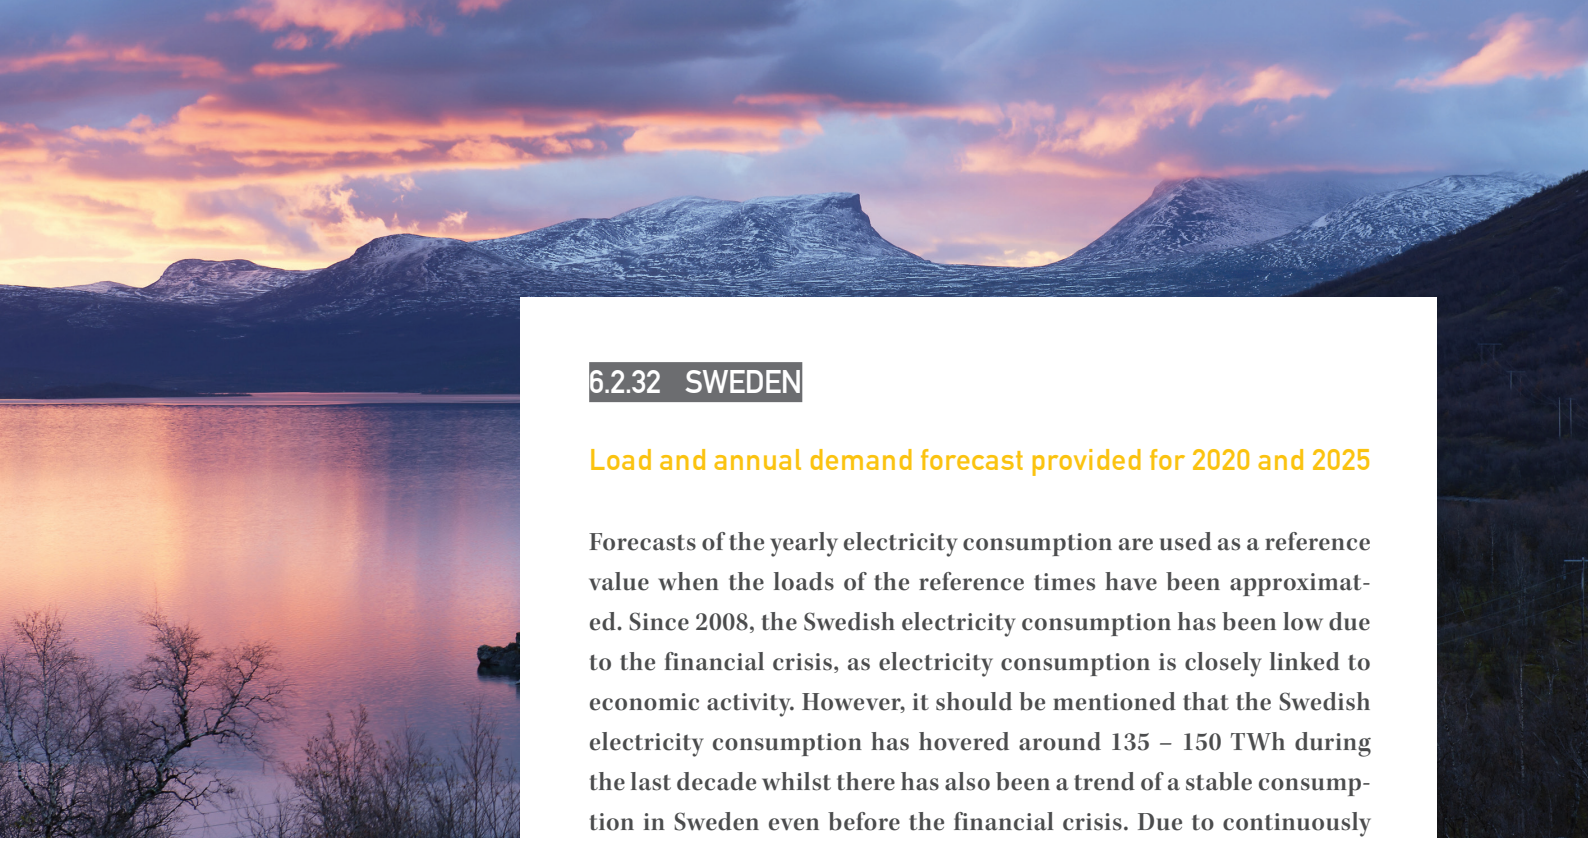 6.2.32 SWEDEN
Load and annual demand forecast provided for 2020 and 2025
Forecasts of the yearly electricity consumption are used as a reference
value when the loads of the reference times have been approximat-
ed. Since 2008, the Swedish electricity consumption has been low due
to the financial crisis, as electricity consumption is closely linked to
economic activity. However, it should be mentioned that the Swedish
electricity consumption has hovered around 135 – 150 TWh during
the last decade whilst there has also been a trend of a stable consump-
tion in Sweden even before the financial crisis. Due to continuously